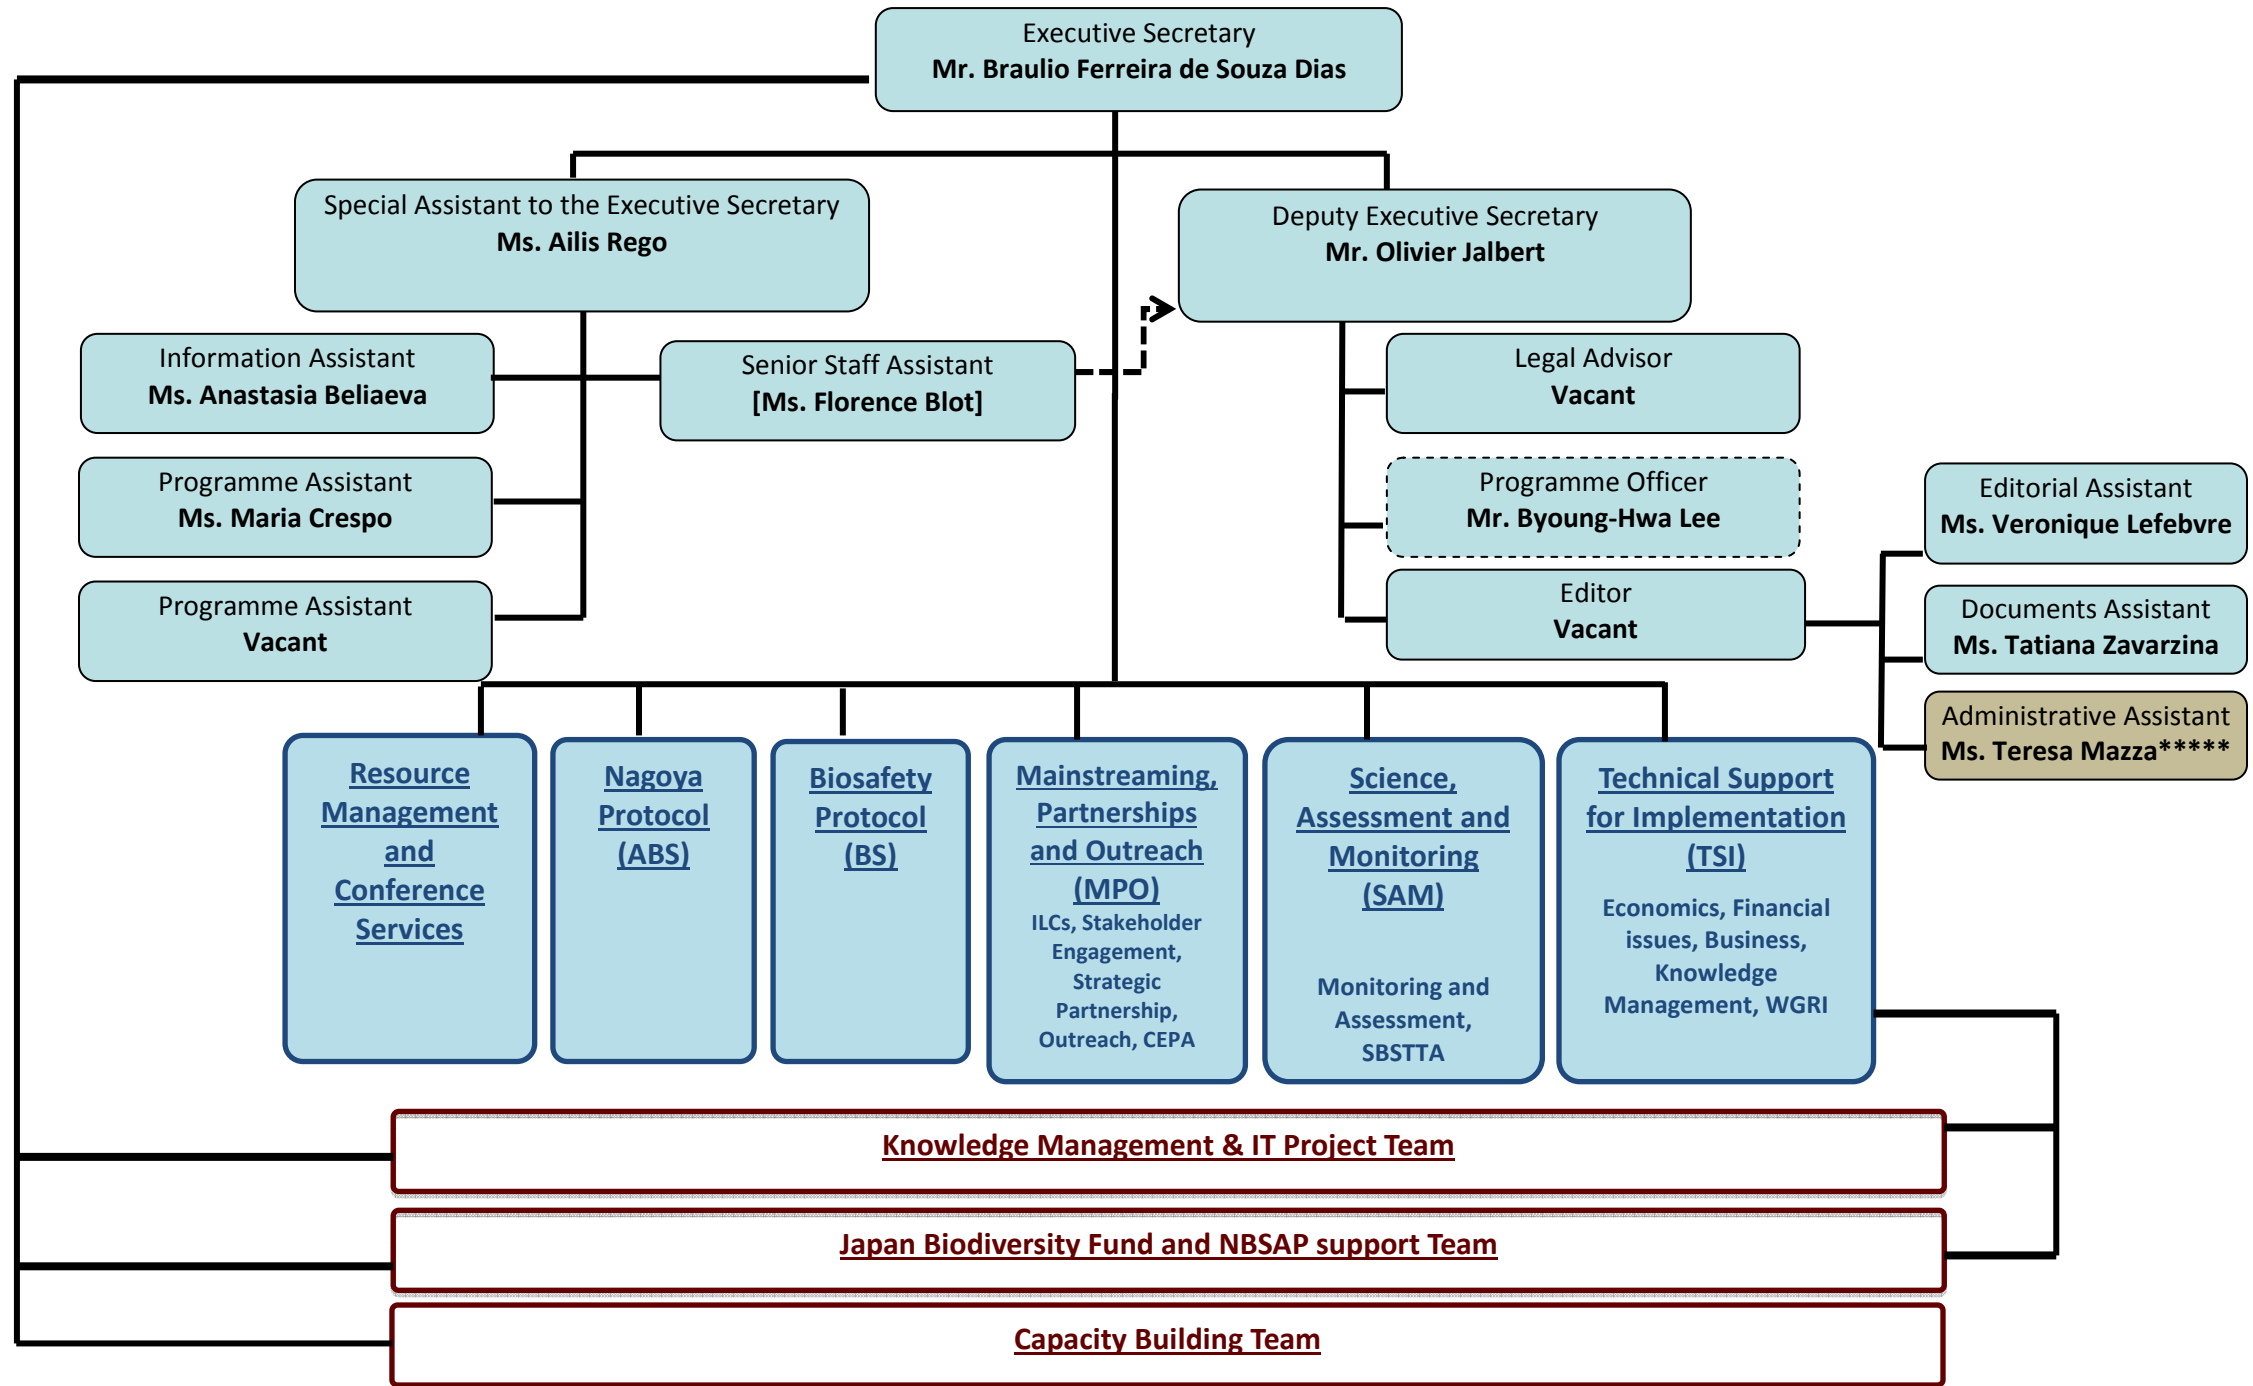 Executive Secretary
Mr. Braulio Ferreira de Souza Dias
Special Assistant to the Executive Secretary
Ms. Ailis Rego
Deputy Executive Secretary
Mr. Olivier Jalbert
Information Assistant
Ms. Anastasia Beliaeva
Senior Staff Assistant
[Ms. Florence Blot]
Legal Advisor
Vacant
Programme Assistant
Ms. Maria Crespo
Programme Officer
Mr. Byoung-Hwa Lee
Editorial Assistant
Ms. Veronique Lefebvre
Programme Assistant
Vacant
Editor
Vacant
Documents Assistant
Ms. Tatiana Zavarzina
Administrative Assistant
Ms. Teresa Mazza*****
Resource
Management
and
Conference
Services
Nagoya
Protocol
(ABS)
Biosafety
Protocol
(BS)
Mainstreaming,
Partnerships
and Outreach
(MPO)
ILCs, Stakeholder
Engagement,
Strategic
Partnership,
Outreach, CEPA
Science,
Assessment and
Monitoring
(SAM)
Monitoring and
Assessment,
SBSTTA
Technical Support
for Implementation
(TSI)
Economics, Financial
issues, Business,
Knowledge
Management, WGRI
Knowledge Management & IT Project Team
Japan Biodiversity Fund and NBSAP support Team
Capacity Building Team